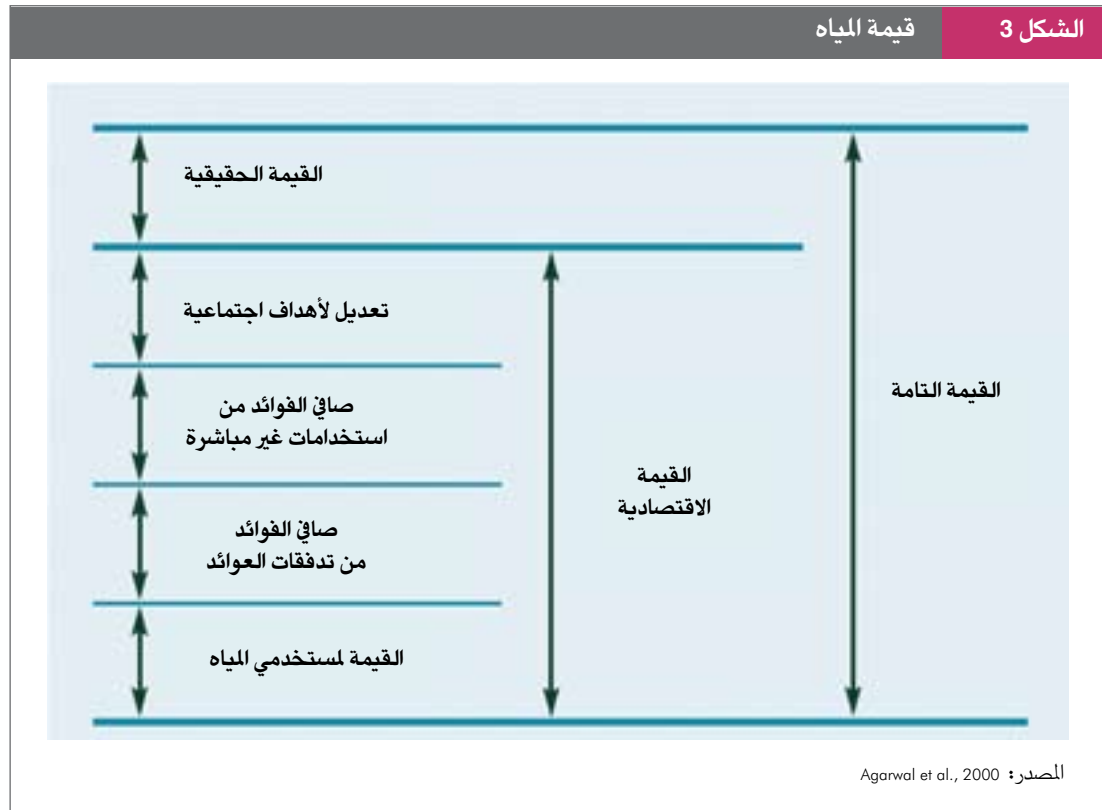 الشكل 3 قيمة المياه
القيمة الحقيقية
تعديل لأهداف اجتماعية
صافي الفوائد من
استخدامات غير مباشرة
صافي الفوائد
من تدفقات العوائد
القيمة لمستخدمي المياه
القيمة
الاقتصادية
القيمة التامة
المصدر: Agarwal et al., 2000